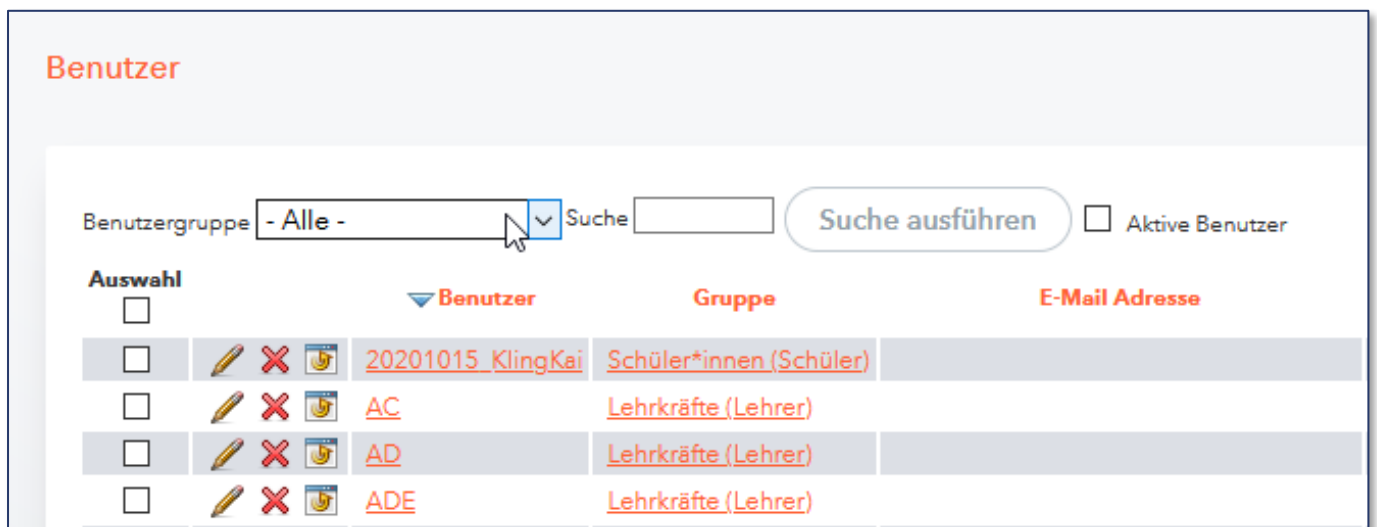 Benutzer
Benutzergruppe - Alle - Suche Suche ausführen Aktive Benutzer
Auswahl Benutzer Gruppe E-Mail Adresse
20201015_KlingKai Schüler*innen (Schüler)
AC Lehrkräfte (Lehrer)
AD Lehrkräfte (Lehrer)
ADE Lehrkräfte (Lehrer)